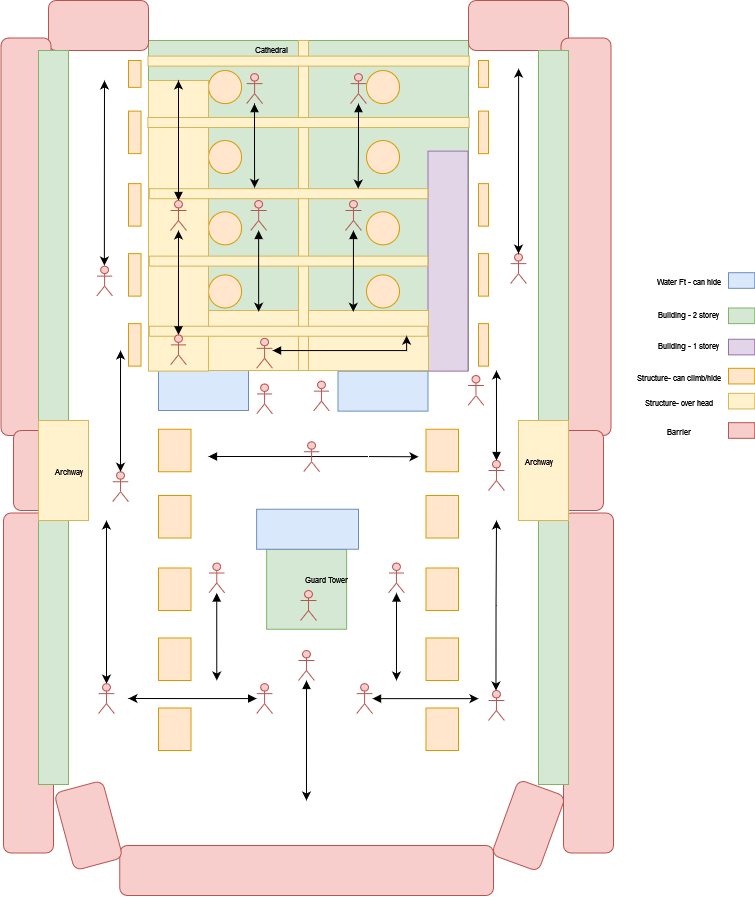 Cathedral
Water Ft - can hide
Building - 2 storey
Building - 1 storey
Structure- can climb/hide
Structure- over head
Barrier
Archway
Archway
Guard Tower